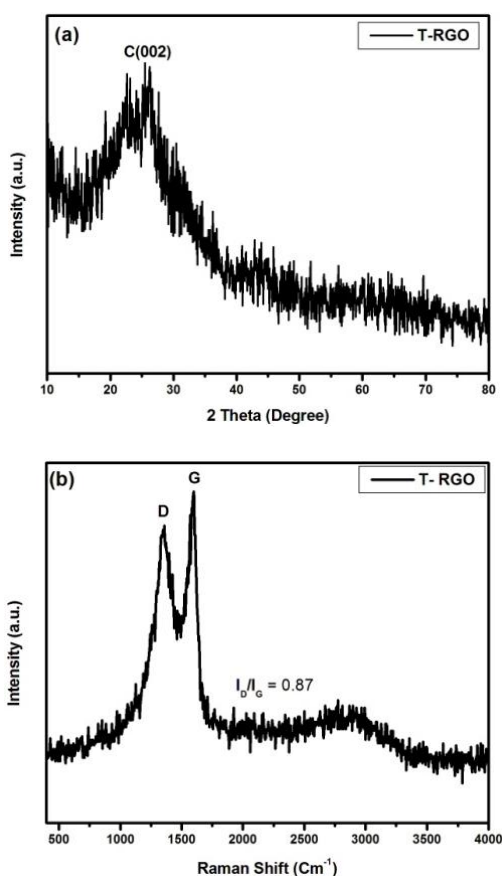 (a)
C(002)
T-RGO
Intensity (a.u.)
10 20 30 40 50 60 70 80
2 Theta (Degree)
(b)
D
G
T- RGO
I_D/I_G = 0.87
Intensity (a.u.)
500 1000 1500 2000 2500 3000 3500 4000
Raman Shift (Cm⁻¹)